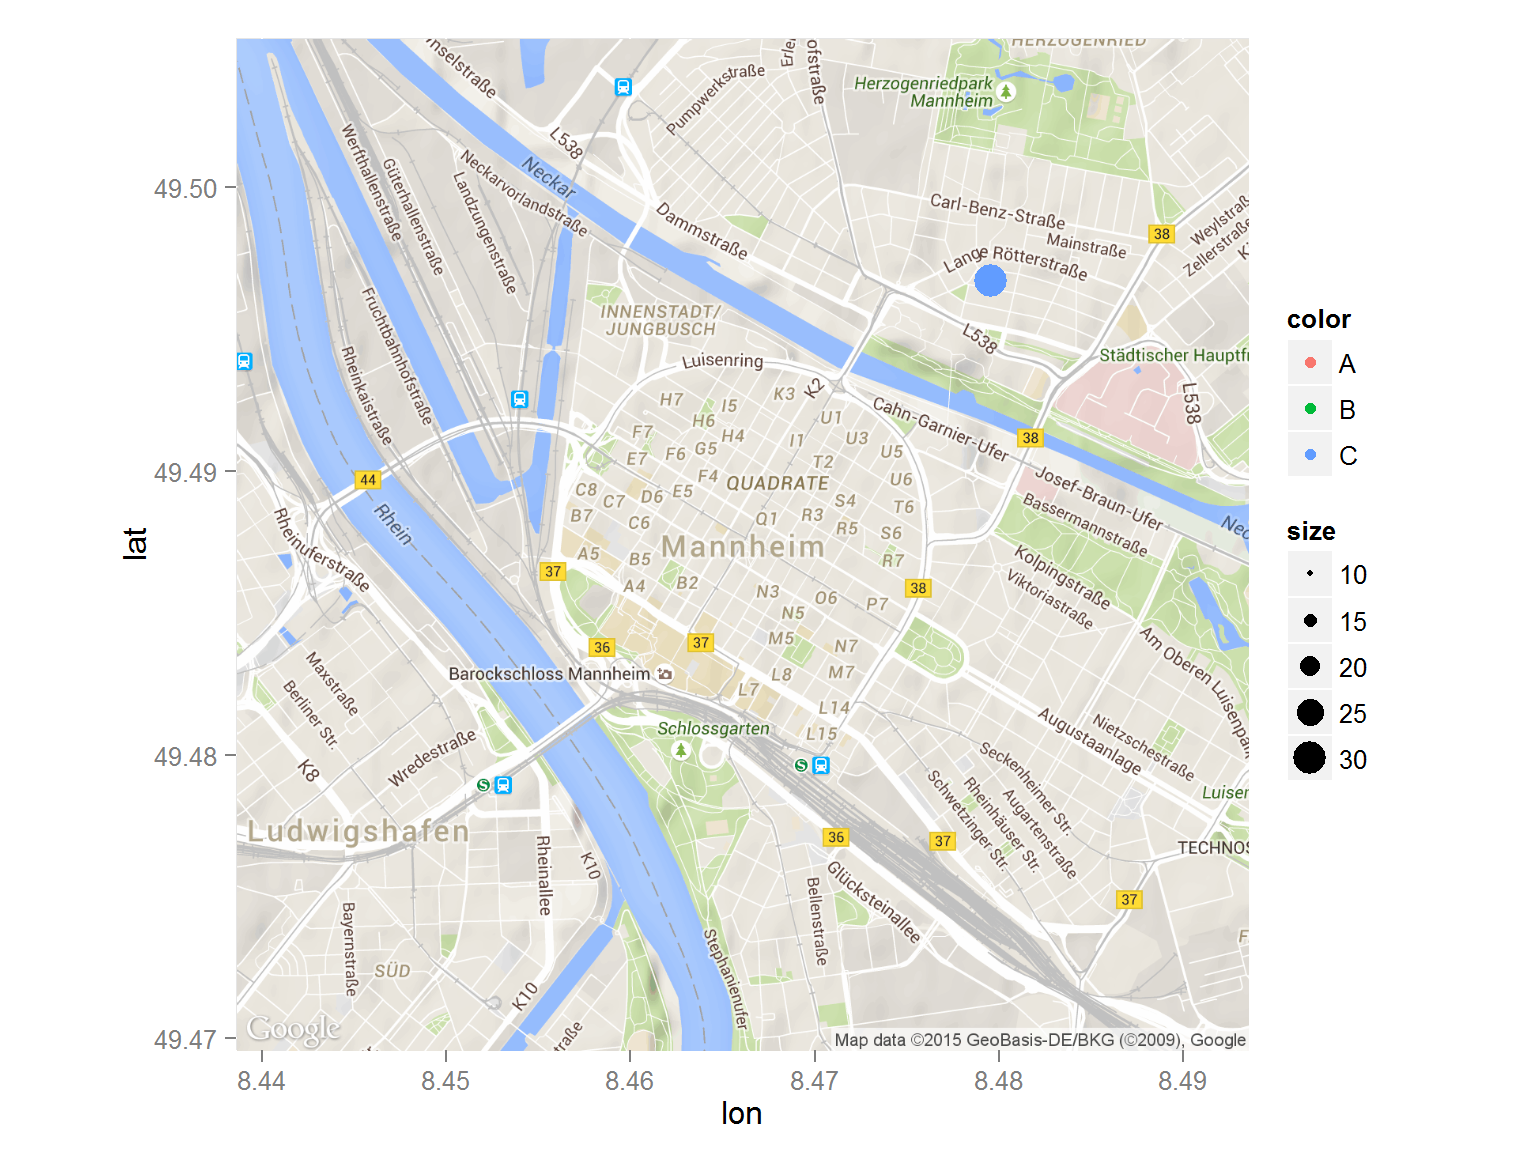 HERZOGENRIED
Inselstraße
ofstraße
Pumpwerkstraße
Herzogenriedpark
Mannheim
L538
Neckar
Neckarvorlandstraße
Werfthallenstraße
Güterhallenstraße
Landzungenstraße
Dammstraße
Carl-Benz-Straße
Mainstraße
38
Weylstraß
Zellerstraße
Lange Rötterstraße
INNENSTADT/
JUNGBUSCH
Fruchtbahnhofstraße
Rheinkaistraße
Luisenring
K2
L538
Städtischer Hauptfr
L538
Cahn-Garnier-Ufer
38
H7
I5
K3
H6
U1
F7
H4
I1
U3
G5
E7
F6
T2
U5
F4
QUADRATE
U6
C8
C7
D6
E5
S4
T6
B7
C6
Q1
R3
R5
S6
44
Rhein
Josef-Braun-Ufer
Bassermannstraße
Nec
Rheinuferstraße
A5
B5
Mannheim
R7
Kolpingstraße
Viktoriastraße
37
A4
B2
N3
O6
P7
38
N5
36
37
M5
N7
Am Oberen Luisenpark
Barockschloss Mannheim
L8
M7
L7
Maxstraße
Berliner Str.
L14
Schlossgarten
L15
Augustaanlage
Nietzschestraße
Wredestraße
K8
S
S
Seckenheimer Str.
Schwetzinger Str.
Rheinhäuser Str.
Augartenstraße
Luisen
Ludwigshafen
36
37
TECHNOS
Rheinallee
K10
Glücksteinallee
37
Bellenstraße
Bayernstraße
Stephanienufer
SÜD
K10
traße
F
Google
Map data ©2015 GeoBasis-DE/BKG (©2009), Google
49.50
49.49
49.48
49.47
lat
8.44
8.45
8.46
8.47
8.48
8.49
lon
color
A
B
C
size
10
15
20
25
30